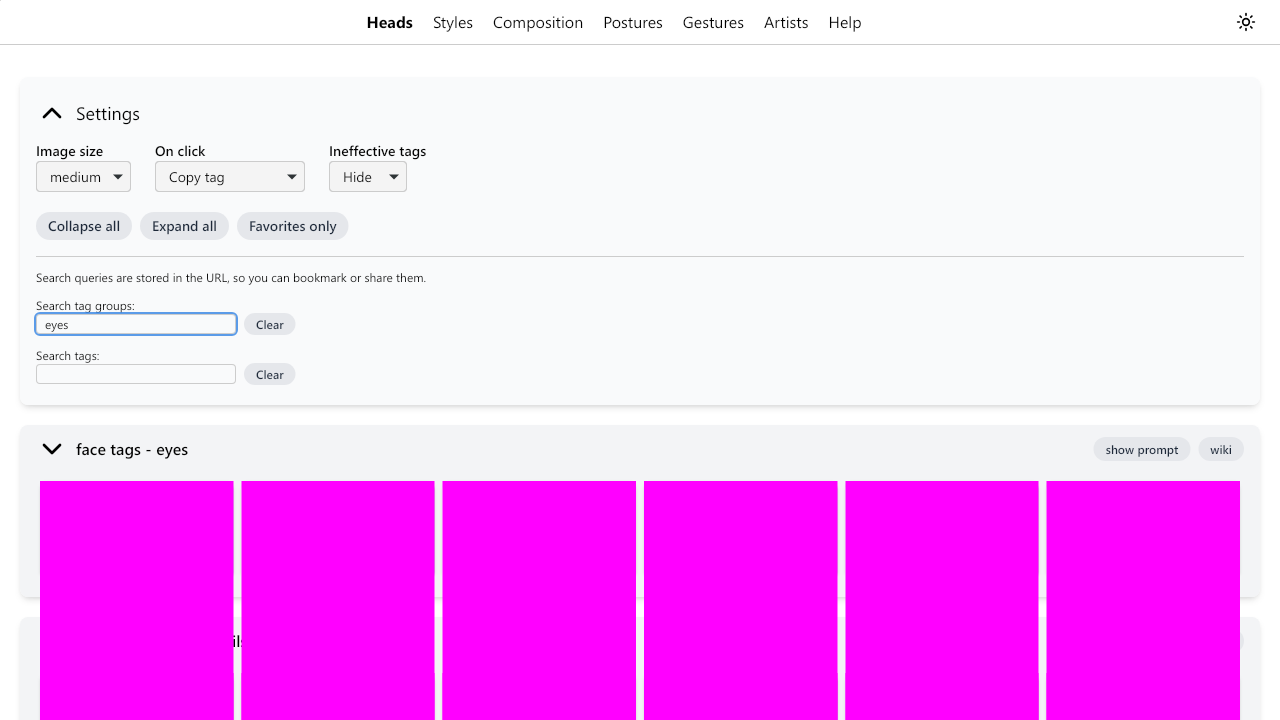 Heads Styles Composition Postures Gestures Artists Help
Settings
Image size On click Ineffective tags
medium Copy tag Hide
Collapse all Expand all Favorites only
Search queries are stored in the URL, so you can bookmark or share them.
Search tag groups:
eyes Clear
Search tags:
Clear
face tags - eyes show prompt wiki